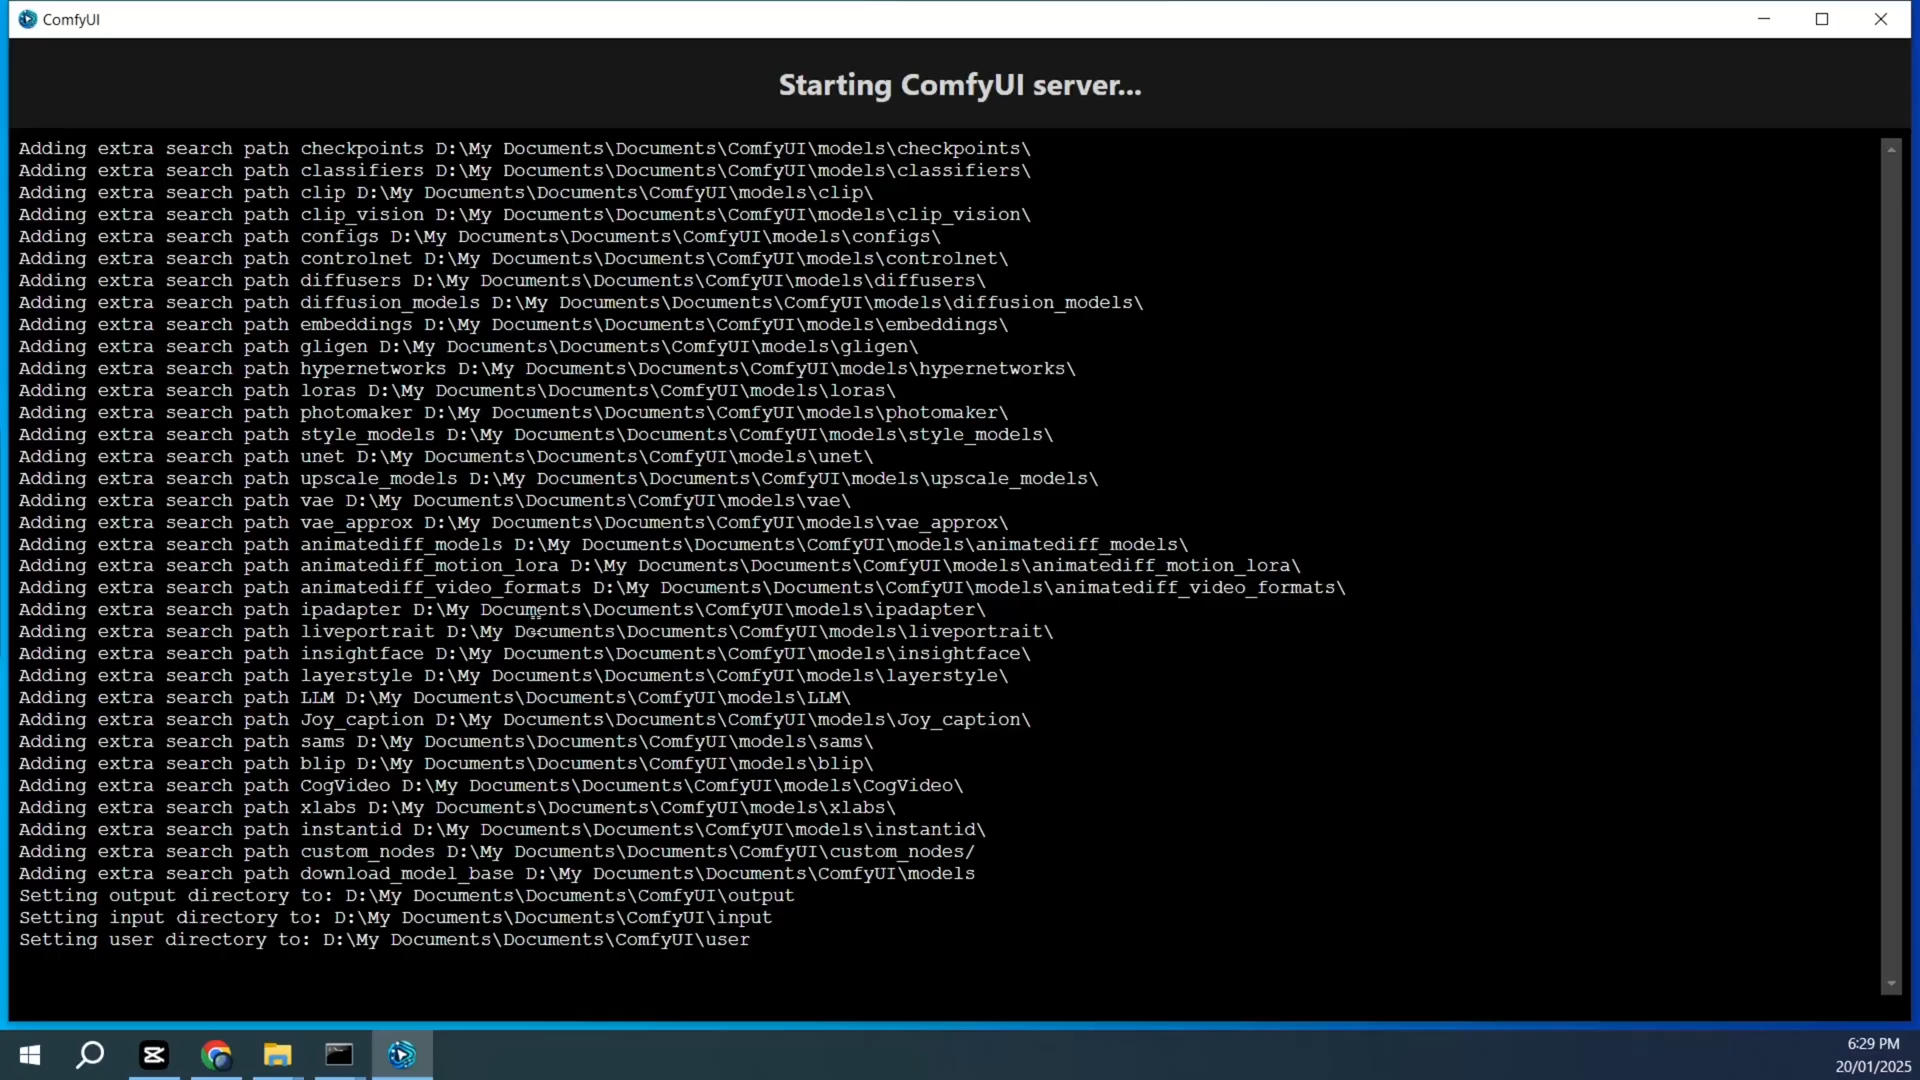 ComfyUI
Starting ComfyUI server...
Adding extra search path checkpoints D:\My Documents\Documents\ComfyUI\models\checkpoints\
Adding extra search path classifiers D:\My Documents\Documents\ComfyUI\models\classifiers\
Adding extra search path clip D:\My Documents\Documents\ComfyUI\models\clip\
Adding extra search path clip_vision D:\My Documents\Documents\ComfyUI\models\clip_vision\
Adding extra search path configs D:\My Documents\Documents\ComfyUI\models\configs\
Adding extra search path controlnet D:\My Documents\Documents\ComfyUI\models\controlnet\
Adding extra search path diffusers D:\My Documents\Documents\ComfyUI\models\diffusers\
Adding extra search path diffusion_models D:\My Documents\Documents\ComfyUI\models\diffusion_models\
Adding extra search path embeddings D:\My Documents\Documents\ComfyUI\models\embeddings\
Adding extra search path gligen D:\My Documents\Documents\ComfyUI\models\gligen\
Adding extra search path hypernetworks D:\My Documents\Documents\ComfyUI\models\hypernetworks\
Adding extra search path loras D:\My Documents\Documents\ComfyUI\models\loras\
Adding extra search path photomaker D:\My Documents\Documents\ComfyUI\models\photomaker\
Adding extra search path style_models D:\My Documents\Documents\ComfyUI\models\style_models\
Adding extra search path unet D:\My Documents\Documents\ComfyUI\models\unet\
Adding extra search path upscale_models D:\My Documents\Documents\ComfyUI\models\upscale_models\
Adding extra search path vae D:\My Documents\Documents\ComfyUI\models\vae\
Adding extra search path vae_approx D:\My Documents\Documents\ComfyUI\models\vae_approx\
Adding extra search path animatediff_models D:\My Documents\Documents\ComfyUI\models\animatediff_models\
Adding extra search path animatediff_motion_lora D:\My Documents\Documents\ComfyUI\models\animatediff_motion_lora\
Adding extra search path animatediff_video_formats D:\My Documents\Documents\ComfyUI\models\animatediff_video_formats\
Adding extra search path ipadapter D:\My Documents\Documents\ComfyUI\models\ipadapter\
Adding extra search path liveportrait D:\My Documents\Documents\ComfyUI\models\liveportrait\
Adding extra search path insightface D:\My Documents\Documents\ComfyUI\models\insightface\
Adding extra search path layerstyle D:\My Documents\Documents\ComfyUI\models\layerstyle\
Adding extra search path LLM D:\My Documents\Documents\ComfyUI\models\LLM\
Adding extra search path Joy_caption D:\My Documents\Documents\ComfyUI\models\Joy_caption\
Adding extra search path sams D:\My Documents\Documents\ComfyUI\models\sams\
Adding extra search path blip D:\My Documents\Documents\ComfyUI\models\blip\
Adding extra search path CogVideo D:\My Documents\Documents\ComfyUI\models\CogVideo\
Adding extra search path xlabs D:\My Documents\Documents\ComfyUI\models\xlabs\
Adding extra search path instantid D:\My Documents\Documents\ComfyUI\models\instantid\
Adding extra search path custom_nodes D:\My Documents\Documents\ComfyUI\custom_nodes/
Adding extra search path download_model_base D:\My Documents\Documents\ComfyUI\models
Setting output directory to: D:\My Documents\Documents\ComfyUI\output
Setting input directory to: D:\My Documents\Documents\ComfyUI\input
Setting user directory to: D:\My Documents\Documents\ComfyUI\user
6:29 PM
20/01/2025